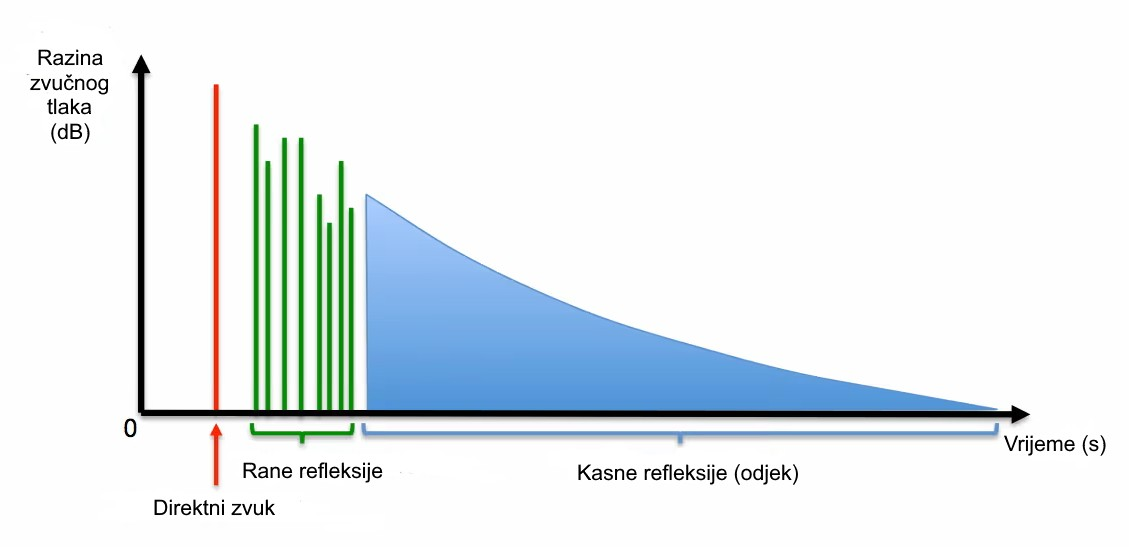 Razina
zvučnog
tlaka
(dB)
0
Vrijeme (s)
Rane refleksije
Kasne refleksije (odjek)
Direktni zvuk